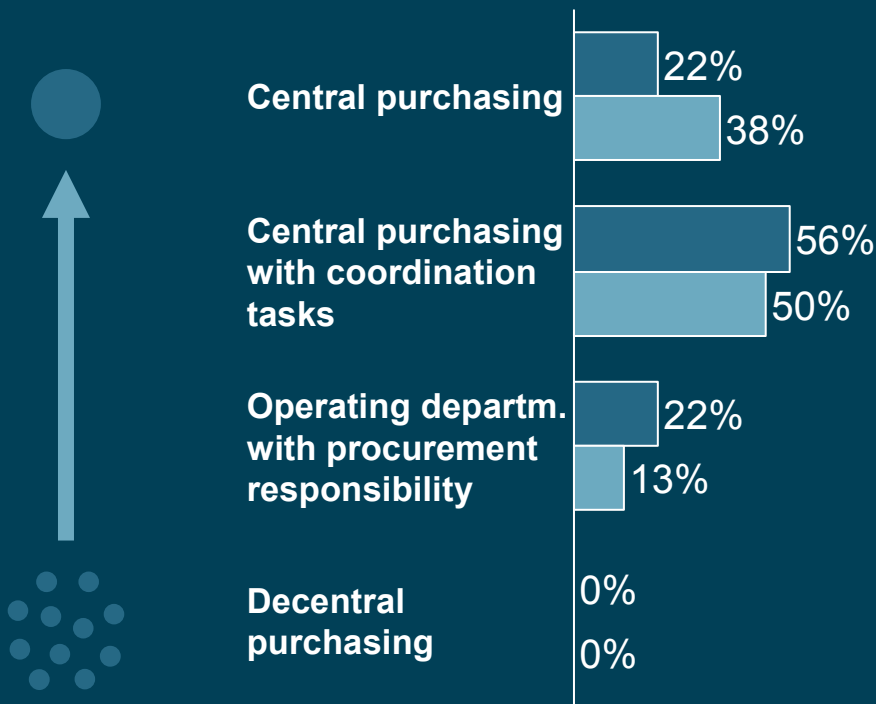 Central purchasing
22%
38%
Central purchasing
with coordination
tasks
56%
50%
Operating departm.
with procurement
responsibility
22%
13%
Decentral
purchasing
0%
0%